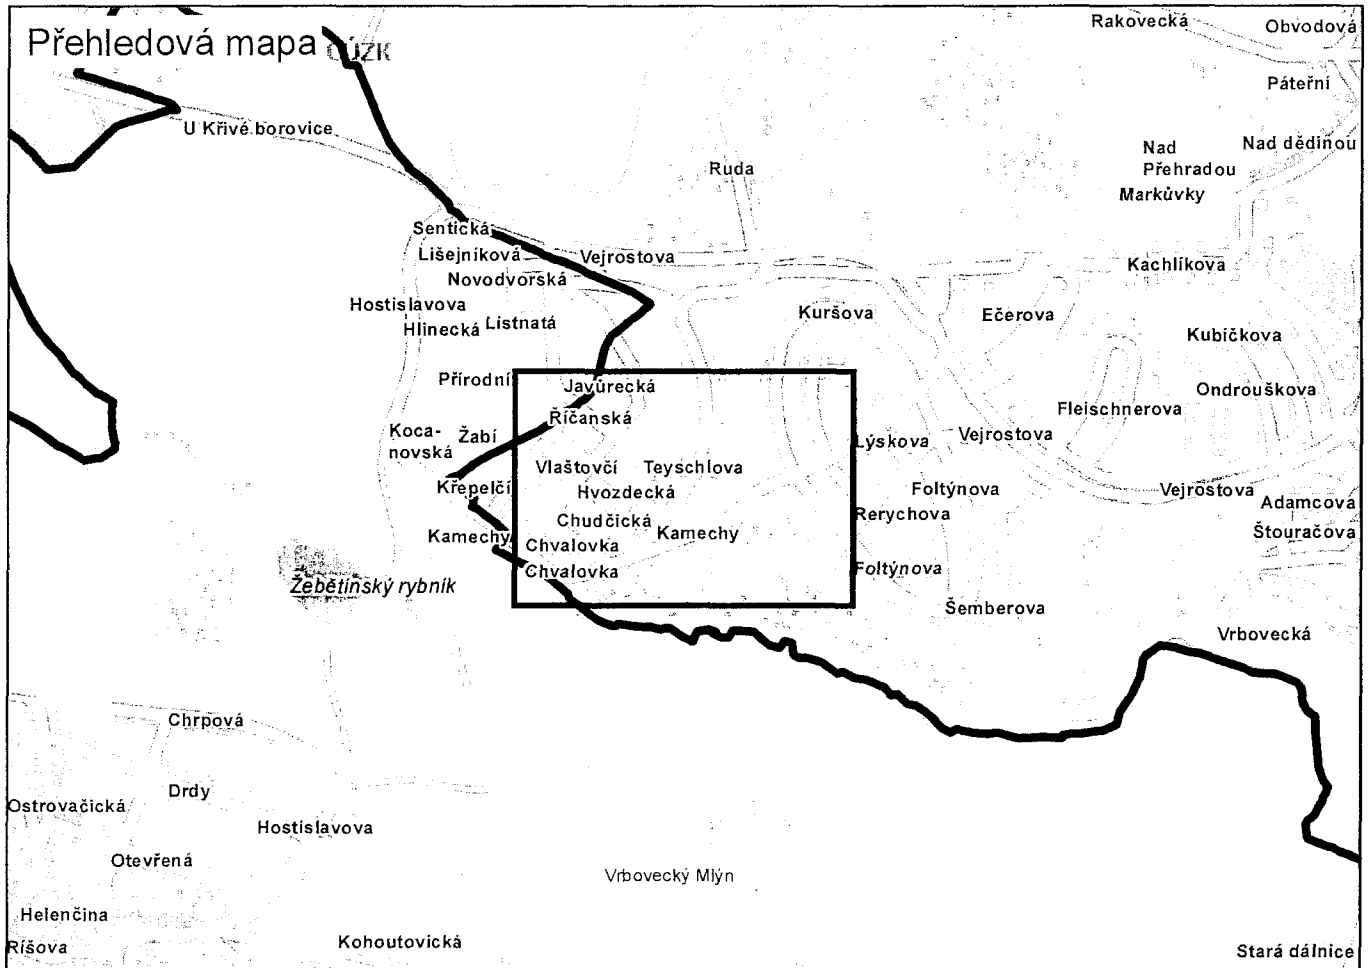 Přehledová mapa
ČÚZK
Rakovecká
Obvodová
Páteřní
U Křivé borovice
Nad dědinou
Nad
Přehradou
Ruda
Markůvky
Sentická
Lišejníková
Vejrostova
Kachlíkova
Novodvorská
Hostislavova
Kuršova
Ečerova
Hlinecká
Listnatá
Kubíčkova
Přírodní
Javůrecká
Ondrouškova
Fleischnerova
Říčanská
Koca-
novská
Žabí
Lýskova
Vejrostova
Vlaštovčí
Teyschlova
Křepelčí
Hvozdecká
Foltýnova
Vejrostova
Adamcova
Rerychova
Chudčická
Kamechy
Štouračova
Kamechy
Chvalovka
Chvalovka
Foltýnova
Žebětínský rybník
Šemberova
Vrbovecká
Chrpová
Drdy
Ostrovačická
Hostislavova
Otevřená
Vrbovecký Mlýn
Helenčina
Kohoutovická
Ríšova
Stará dálnice